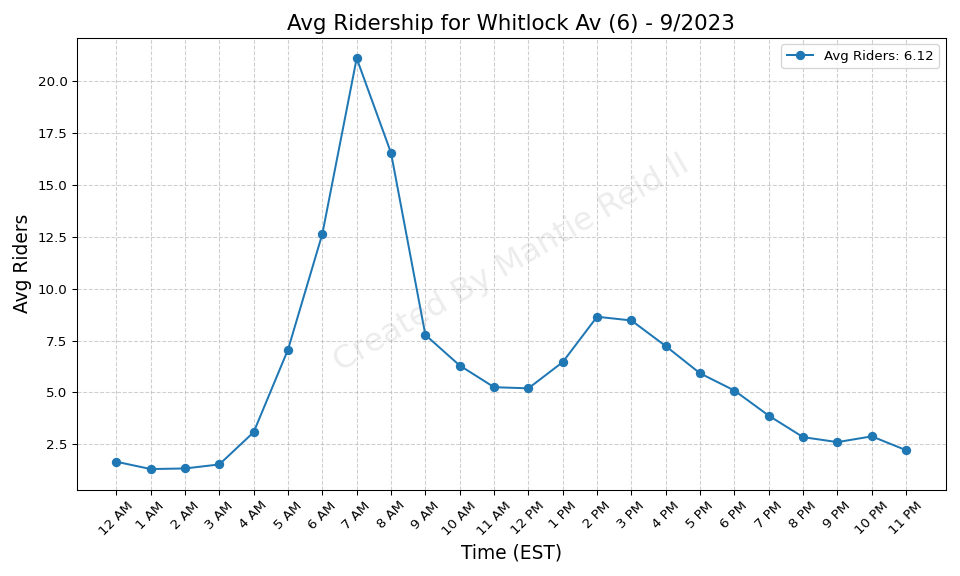 Avg Ridership for Whitlock Av (6) - 9/2023
Avg Riders: 6.12
20.0
17.5
15.0
12.5
10.0
7.5
5.0
2.5
Avg Riders
Created By Mantie Reid II
12 AM
1 AM
2 AM
3 AM
4 AM
5 AM
6 AM
7 AM
8 AM
9 AM
10 AM
11 AM
12 PM
1 PM
2 PM
3 PM
4 PM
5 PM
6 PM
7 PM
8 PM
9 PM
10 PM
11 PM
Time (EST)